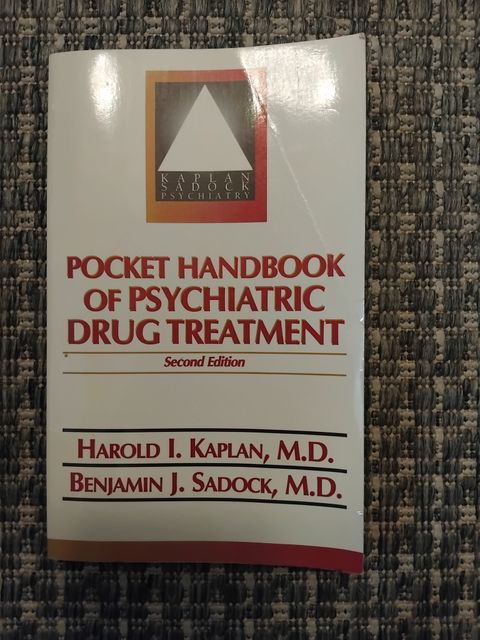 KAPLAN
SADOCK
PSYCHIATRY
POCKET HANDBOOK
OF PSYCHIATRIC
DRUG TREATMENT
Second Edition
HAROLD I. KAPLAN, M.D.
BENJAMIN J. SADOCK, M.D.